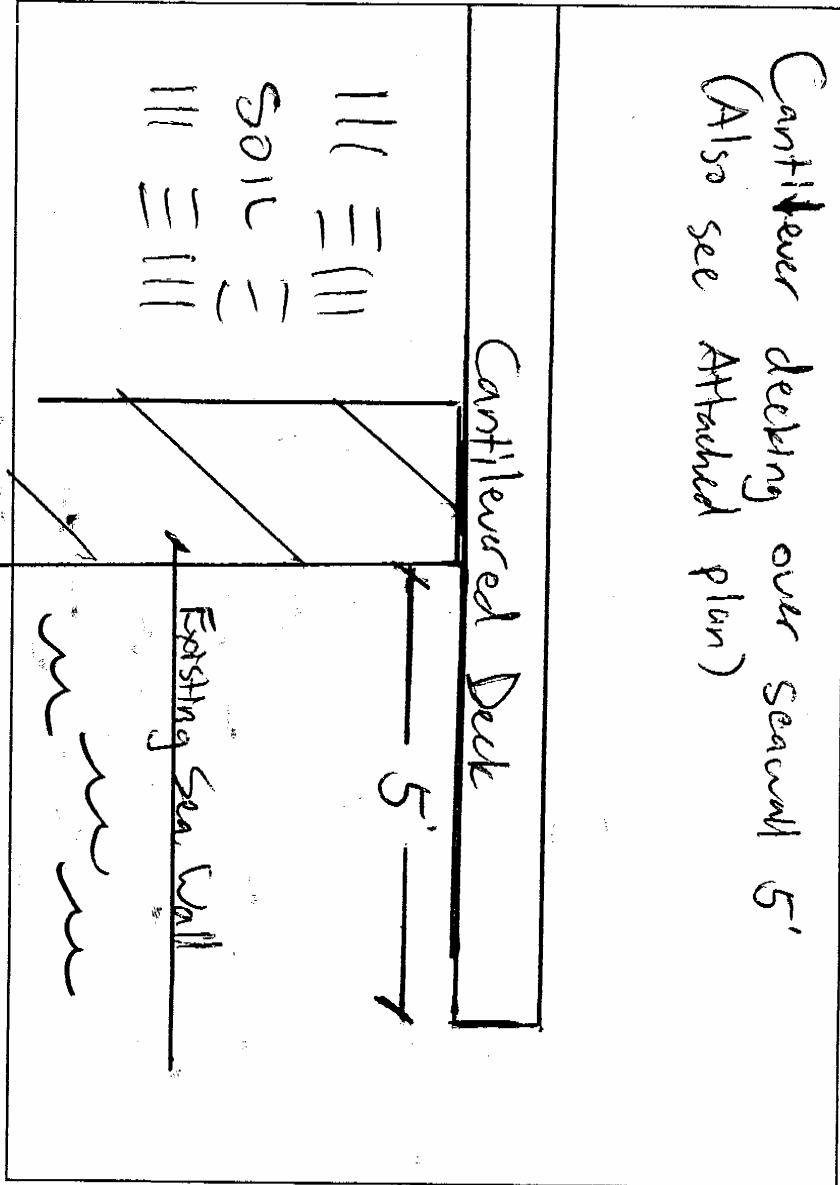 Cantilever decking over seawall 5'
(Also see Attached plan)
Cantilevered Deck
5'
SOIL
Existing Sea Wall